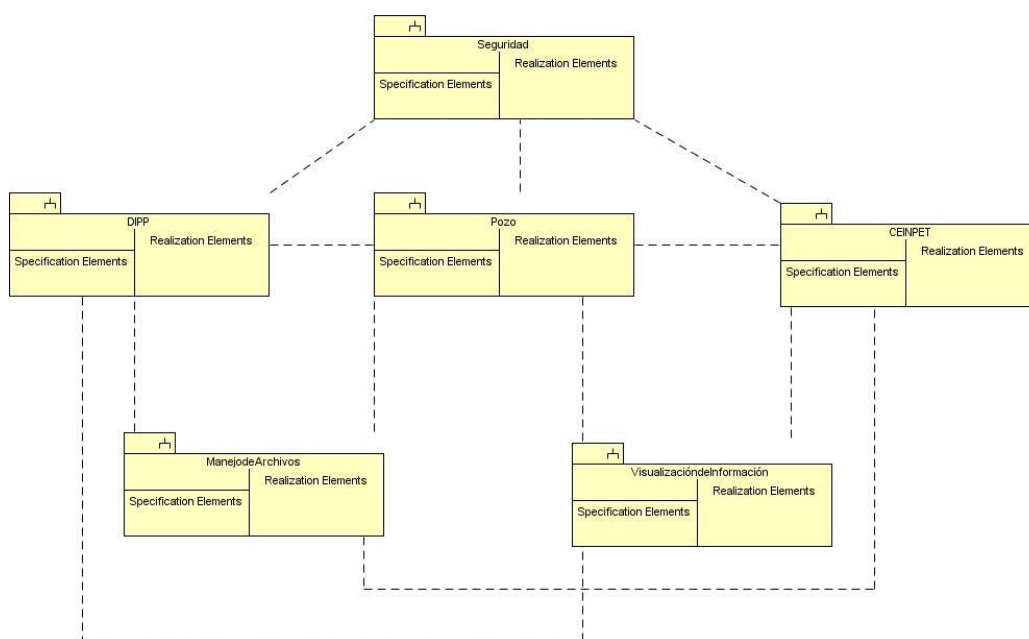 Seguridad
Realization Elements
Specification Elements
DIPP
Realization Elements
Specification Elements
Pozo
Realization Elements
Specification Elements
CEINPET
Realization Elements
Specification Elements
ManejodeArchivos
Realization Elements
Specification Elements
VisualizacióndeInformación
Realization Elements
Specification Elements